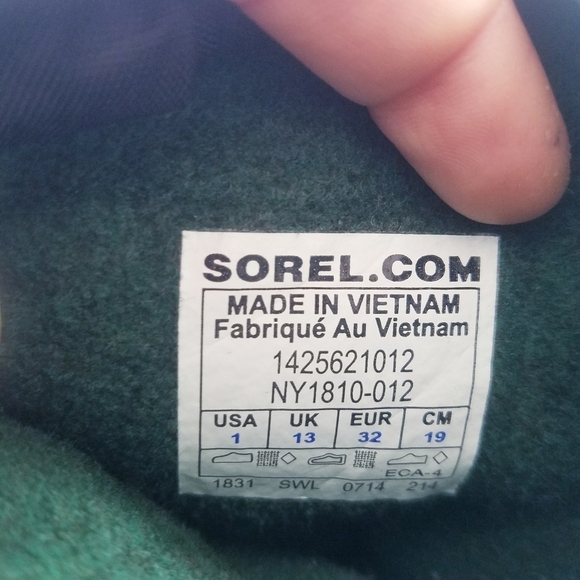 SOREL.COM
MADE IN VIETNAM
Fabriqué Au Vietnam
1425621012
NY1810-012
USA UK EUR CM
1 13 32 19
ECA-4
1831 SWL 0714 214